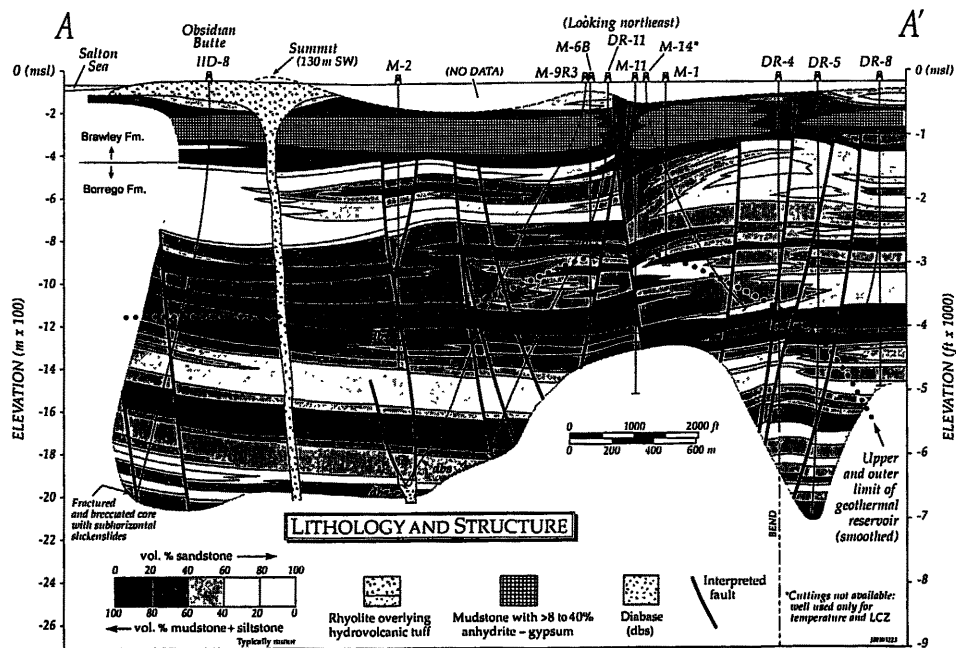 A
(Looking northeast)
A'
Salton
Sea
Obsidian
Butte
IID-8
Summit
(130 m SW)
M-2
(NO DATA)
M-6B
DR-11
M-14*
M-9R3
M-11
M-1
DR-4
DR-5
DR-8
0 (msl)
0 (msl)
Brawley Fm.
Borrego Fm.
-2
-4
-6
-8
-10
-12
-14
-16
-18
-20
-22
-24
-26
ELEVATION (m x 100)
-1
-2
-3
-4
-5
-6
-7
-8
-9
ELEVATION (ft x 1000)
dbs
0 1000 2000 ft
0 200 400 600 m
Upper
and outer
limit of
geothermal
reservoir
(smoothed)
Fractured
and brecciated core
with subhorizontal
slickenslides
LITHOLOGY AND STRUCTURE
BEND
vol. % sandstone
0 20 40 60 80 100
100 80 60 40 20 0
vol. % mudstone + siltstone
Typically minor
Rhyolite overlying
hydrovolcanic tuff
Mudstone with >8 to 40%
anhydrite – gypsum
Diabase
(dbs)
Interpreted
fault
*Cuttings not available:
well used only for
temperature and LCZ